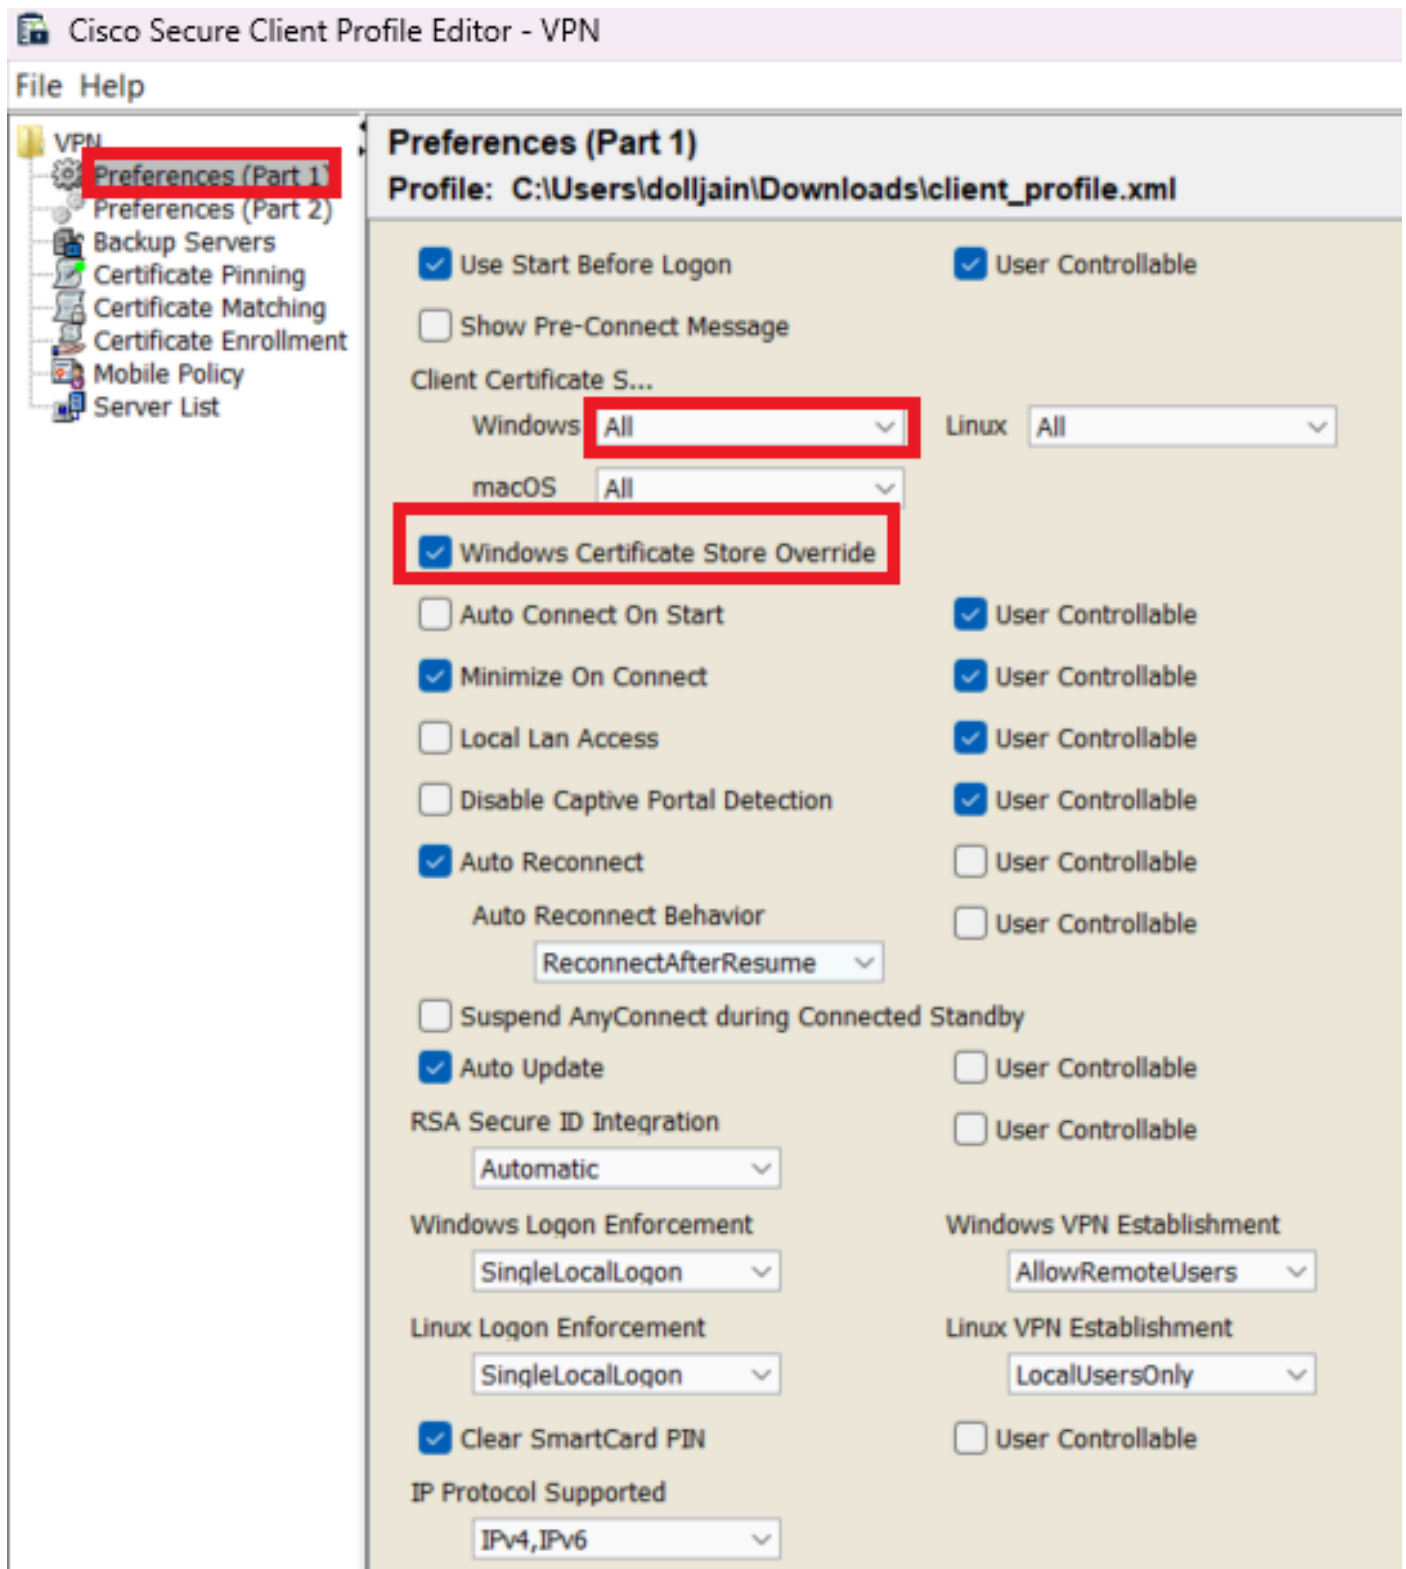 Cisco Secure Client Profile Editor - VPN
File Help
VPN
Preferences (Part 1)
Preferences (Part 2)
Backup Servers
Certificate Pinning
Certificate Matching
Certificate Enrollment
Mobile Policy
Server List
Preferences (Part 1)
Profile: C:\Users\dolljain\Downloads\client_profile.xml
Use Start Before Logon User Controllable
Show Pre-Connect Message
Client Certificate S...
Windows All Linux All
macOS All
Windows Certificate Store Override
Auto Connect On Start User Controllable
Minimize On Connect User Controllable
Local Lan Access User Controllable
Disable Captive Portal Detection User Controllable
Auto Reconnect User Controllable
Auto Reconnect Behavior User Controllable
ReconnectAfterResume
Suspend AnyConnect during Connected Standby
Auto Update User Controllable
RSA Secure ID Integration User Controllable
Automatic
Windows Logon Enforcement Windows VPN Establishment
SingleLocalLogon AllowRemoteUsers
Linux Logon Enforcement Linux VPN Establishment
SingleLocalLogon LocalUsersOnly
Clear SmartCard PIN User Controllable
IP Protocol Supported
IPv4,IPv6